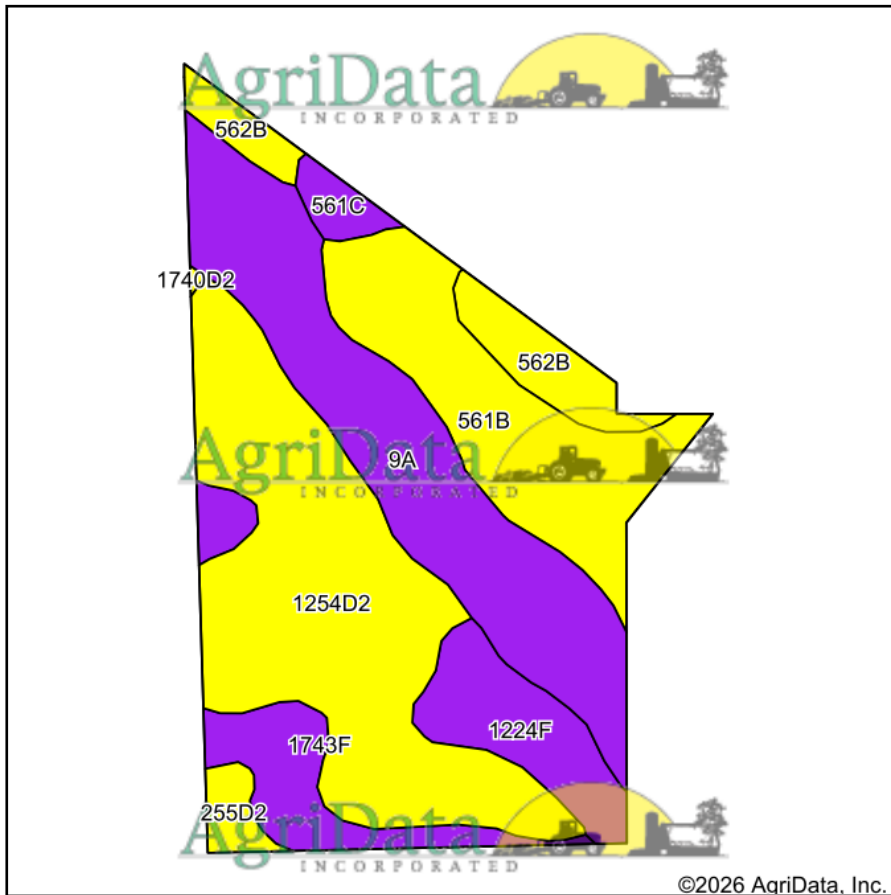 AgriData
INCORPORATED
562B
561C
1740D2
562B
561B
AgriData
INCORPORATED
9A
1254D2
1224F
1743F
255D2
AgriData
INCORPORATED
©2026 AgriData, Inc.